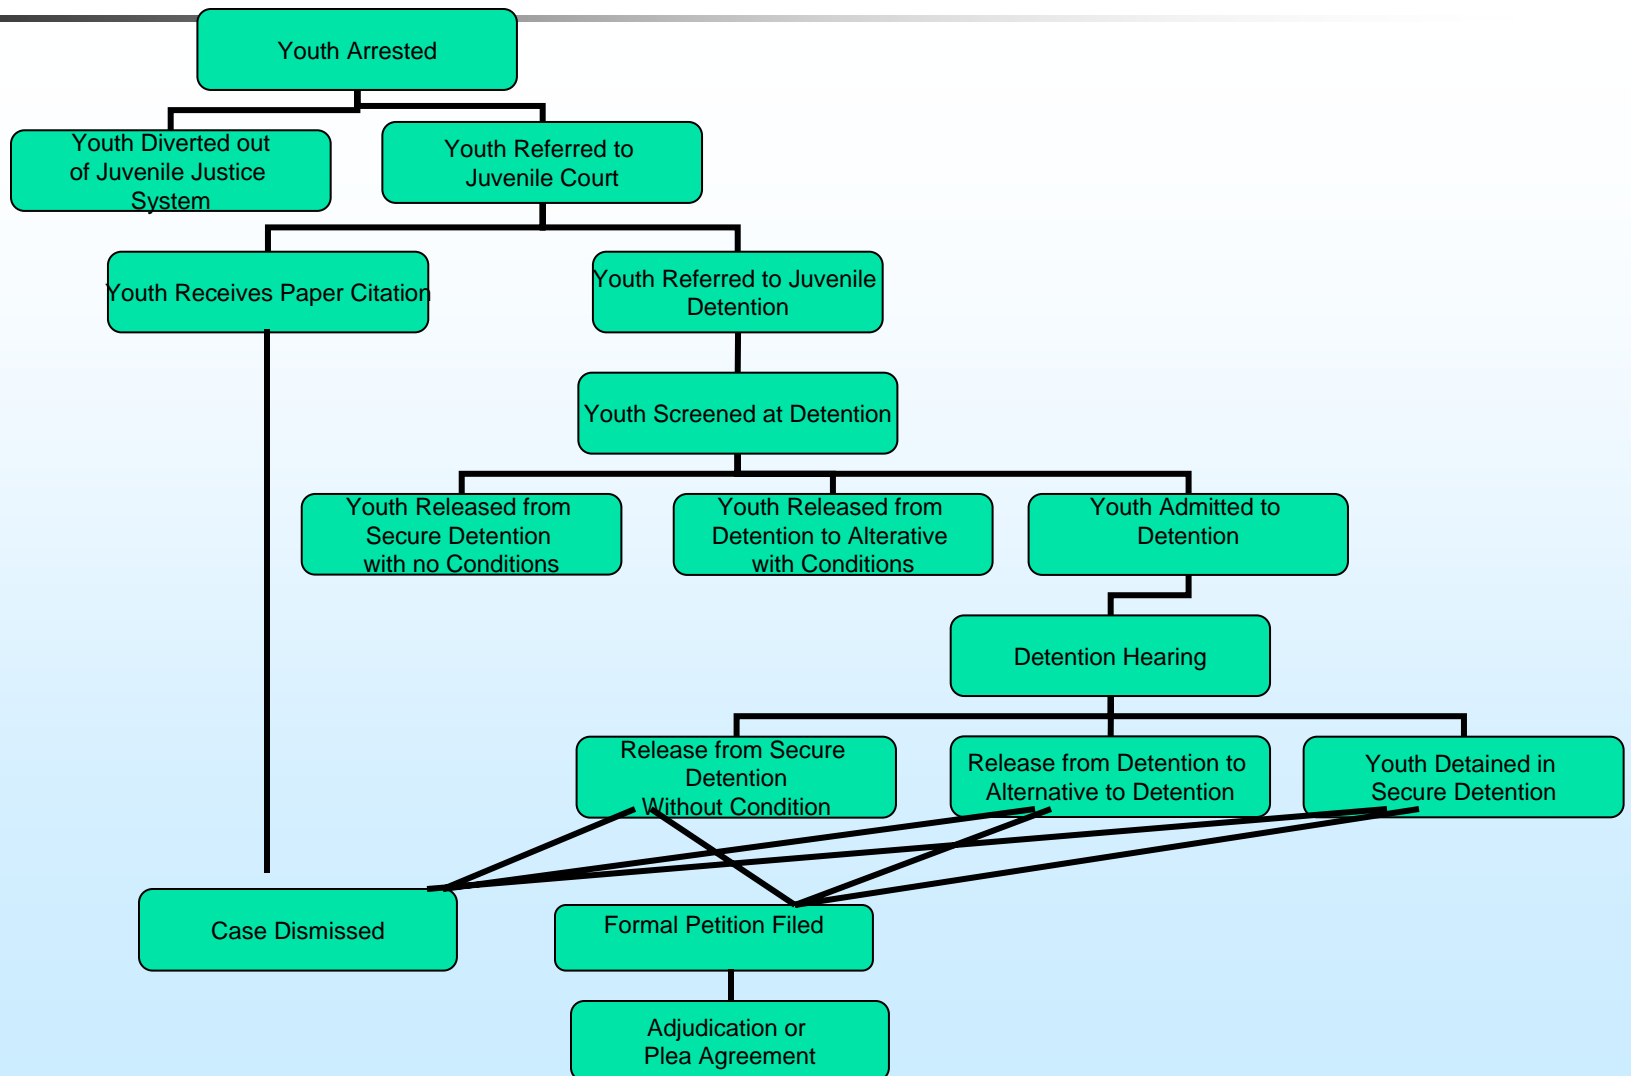 Youth Arrested
Youth Diverted out
of Juvenile Justice
System
Youth Referred to
Juvenile Court
Youth Receives Paper Citation
Youth Referred to Juvenile
Detention
Youth Screened at Detention
Youth Released from
Secure Detention
with no Conditions
Youth Released from
Detention to Alterative
with Conditions
Youth Admitted to
Detention
Detention Hearing
Release from Secure
Detention
Without Condition
Release from Detention to
Alternative to Detention
Youth Detained in
Secure Detention
Case Dismissed
Formal Petition Filed
Adjudication or
Plea Agreement